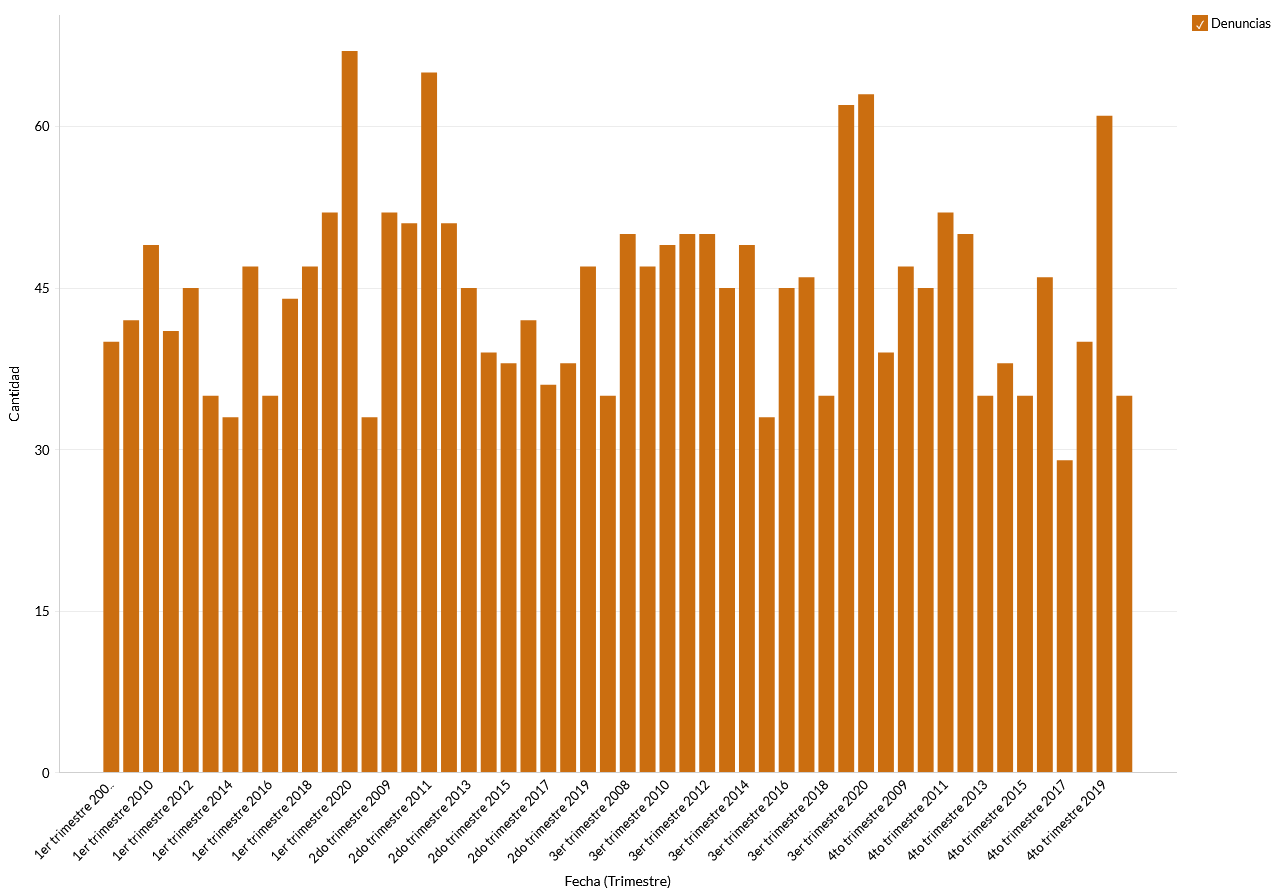 Denuncias
60
45
30
15
0
Cantidad
1er trimestre 200..
1er trimestre 2010
1er trimestre 2012
1er trimestre 2014
1er trimestre 2016
1er trimestre 2018
1er trimestre 2020
2do trimestre 2009
2do trimestre 2011
2do trimestre 2013
2do trimestre 2015
2do trimestre 2017
2do trimestre 2019
3er trimestre 2008
3er trimestre 2010
3er trimestre 2012
3er trimestre 2014
3er trimestre 2016
3er trimestre 2018
3er trimestre 2020
4to trimestre 2009
4to trimestre 2011
4to trimestre 2013
4to trimestre 2015
4to trimestre 2017
4to trimestre 2019
Fecha (Trimestre)